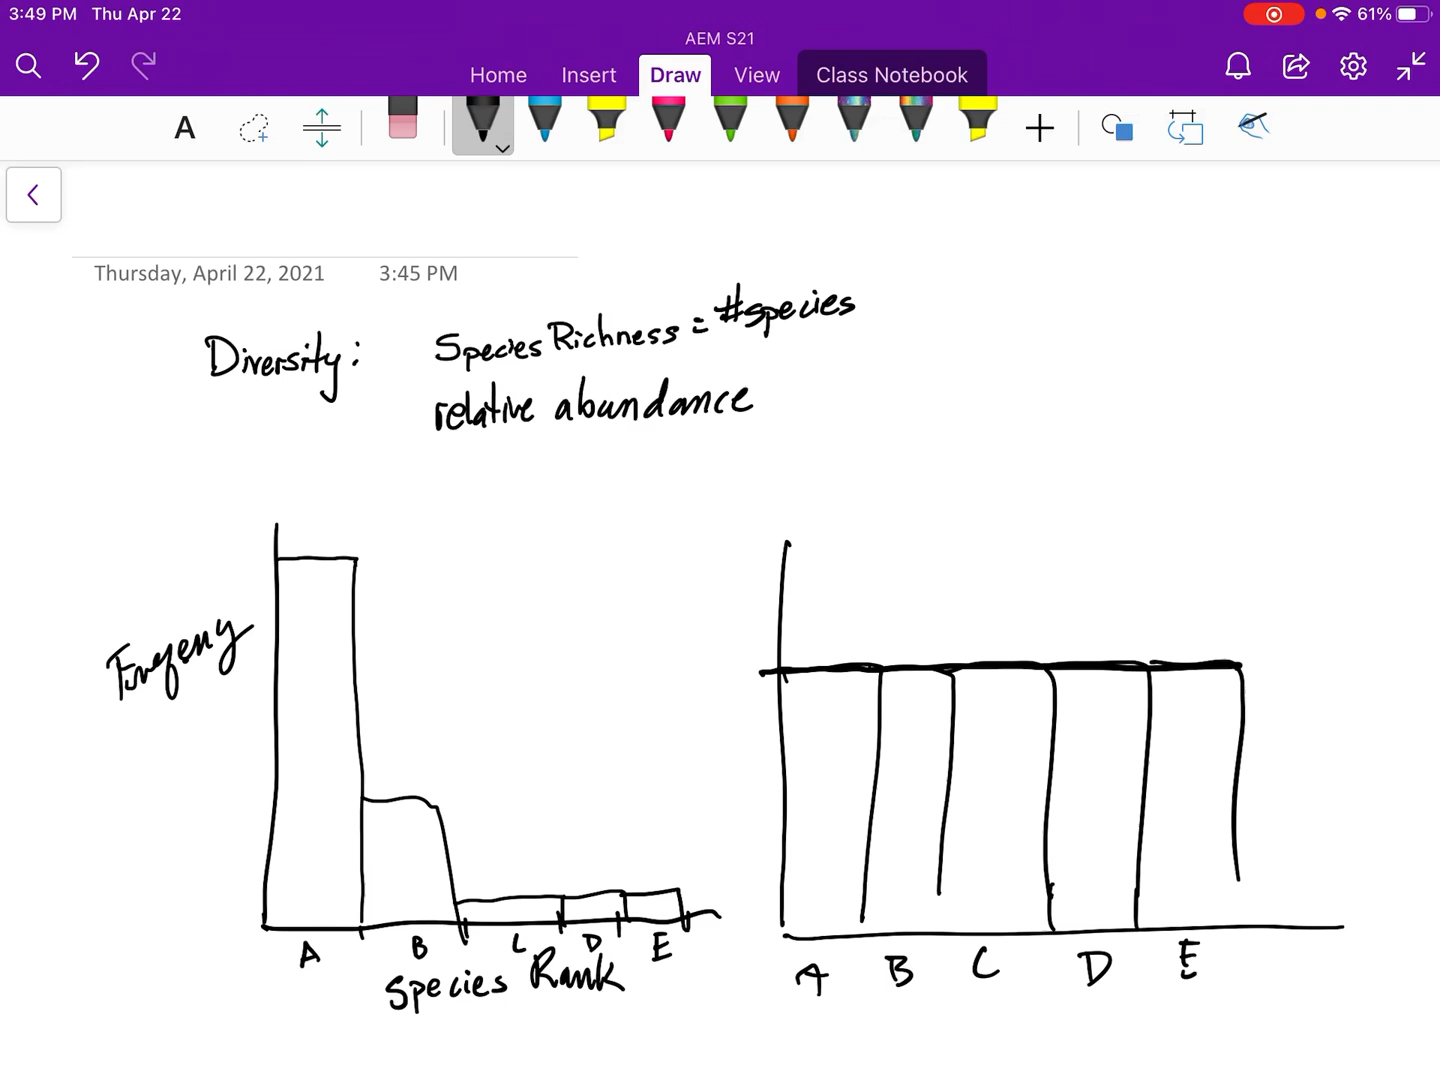 3:49 PM Thu Apr 22
61%
AEM S21
Home Insert Draw View Class Notebook
A
Thursday, April 22, 2021 3:45 PM
Diversity: Species Richness = #species
relative abundance
A B C D E
Species Rank
A B C D E